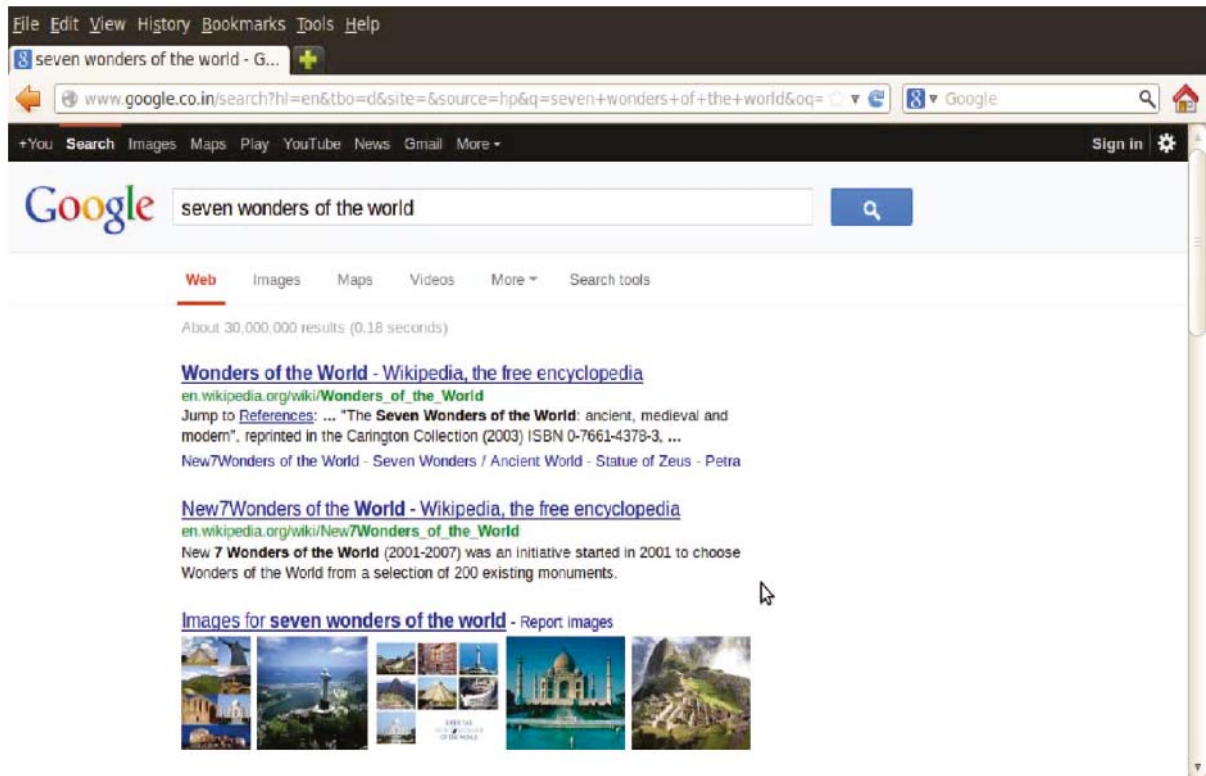 File Edit View History Bookmarks Tools Help
seven wonders of the world - G...
www.google.co.in/search?hl=en&tbo=d&site=&source=hp&q=seven+wonders+of+the+world&oq= Google
+You Search Images Maps Play YouTube News Gmail More Sign in
Google seven wonders of the world
Web Images Maps Videos More Search tools
About 30,000,000 results (0.18 seconds)
Wonders of the World - Wikipedia, the free encyclopedia
en.wikipedia.org/wiki/Wonders_of_the_World
Jump to References: ... "The Seven Wonders of the World: ancient, medieval and
modern", reprinted in the Carington Collection (2003) ISBN 0-7661-4378-3, ...
New7Wonders of the World - Seven Wonders / Ancient World - Statue of Zeus - Petra
New7Wonders of the World - Wikipedia, the free encyclopedia
en.wikipedia.org/wiki/New7Wonders_of_the_World
New 7 Wonders of the World (2001-2007) was an initiative started in 2001 to choose
Wonders of the World from a selection of 200 existing monuments.
Images for seven wonders of the world - Report images